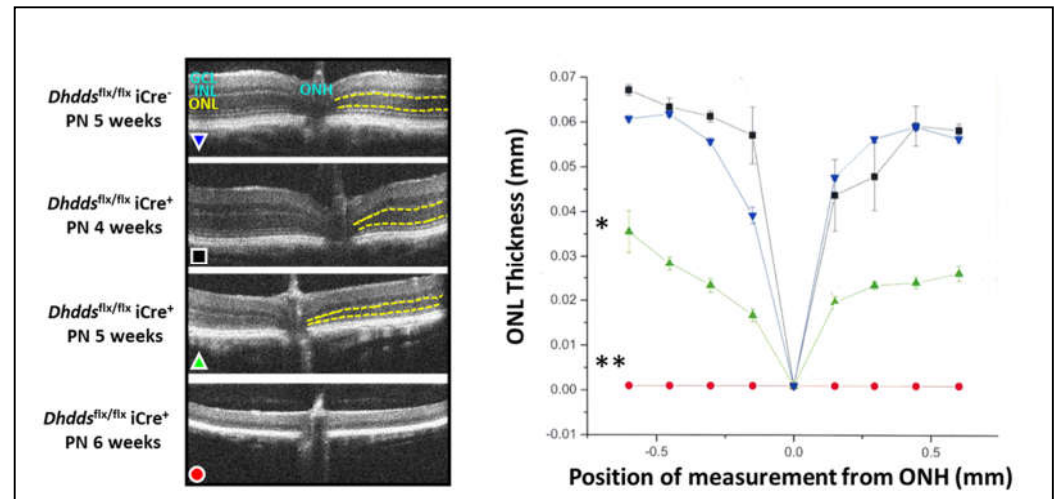 Dhdds^flx/flx iCre^-
PN 5 weeks
Dhdds^flx/flx iCre^+
PN 4 weeks
Dhdds^flx/flx iCre^+
PN 5 weeks
Dhdds^flx/flx iCre^+
PN 6 weeks
GCL
INL
ONL
ONH
ONL Thickness (mm)
0.07
0.06
0.05
0.04
0.03
0.02
0.01
0.00
-0.01
*
**
-0.5
0.0
0.5
Position of measurement from ONH (mm)